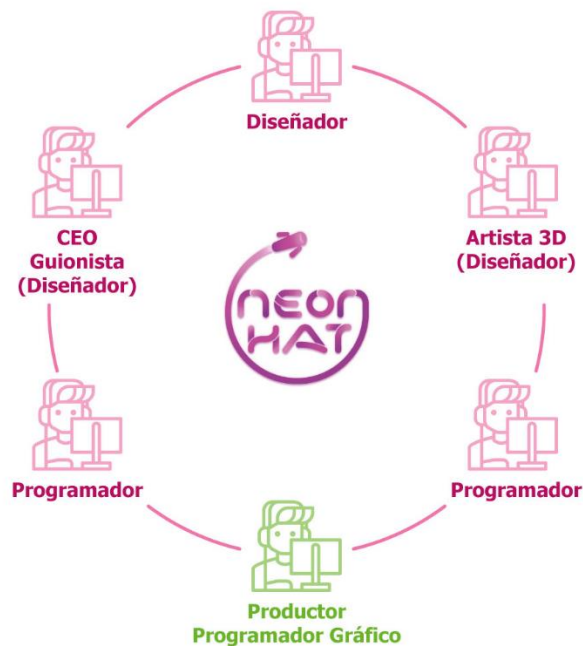 Diseñador
CEO
Guionista
(Diseñador)
Artista 3D
(Diseñador)
neon
HAT
Programador
Programador
Productor
Programador Gráfico